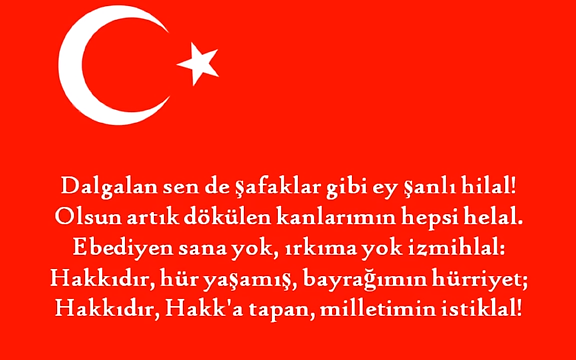 Dalgalan sen de şafaklar gibi ey şanlı hilal!
Olsun artık dökülen kanlarımın hepsi helal.
Ebediyen sana yok, ırkıma yok izmihlal:
Hakkıdır, hür yaşamış, bayrağımın hürriyet;
Hakkıdır, Hakk'a tapan, milletimin istiklal!